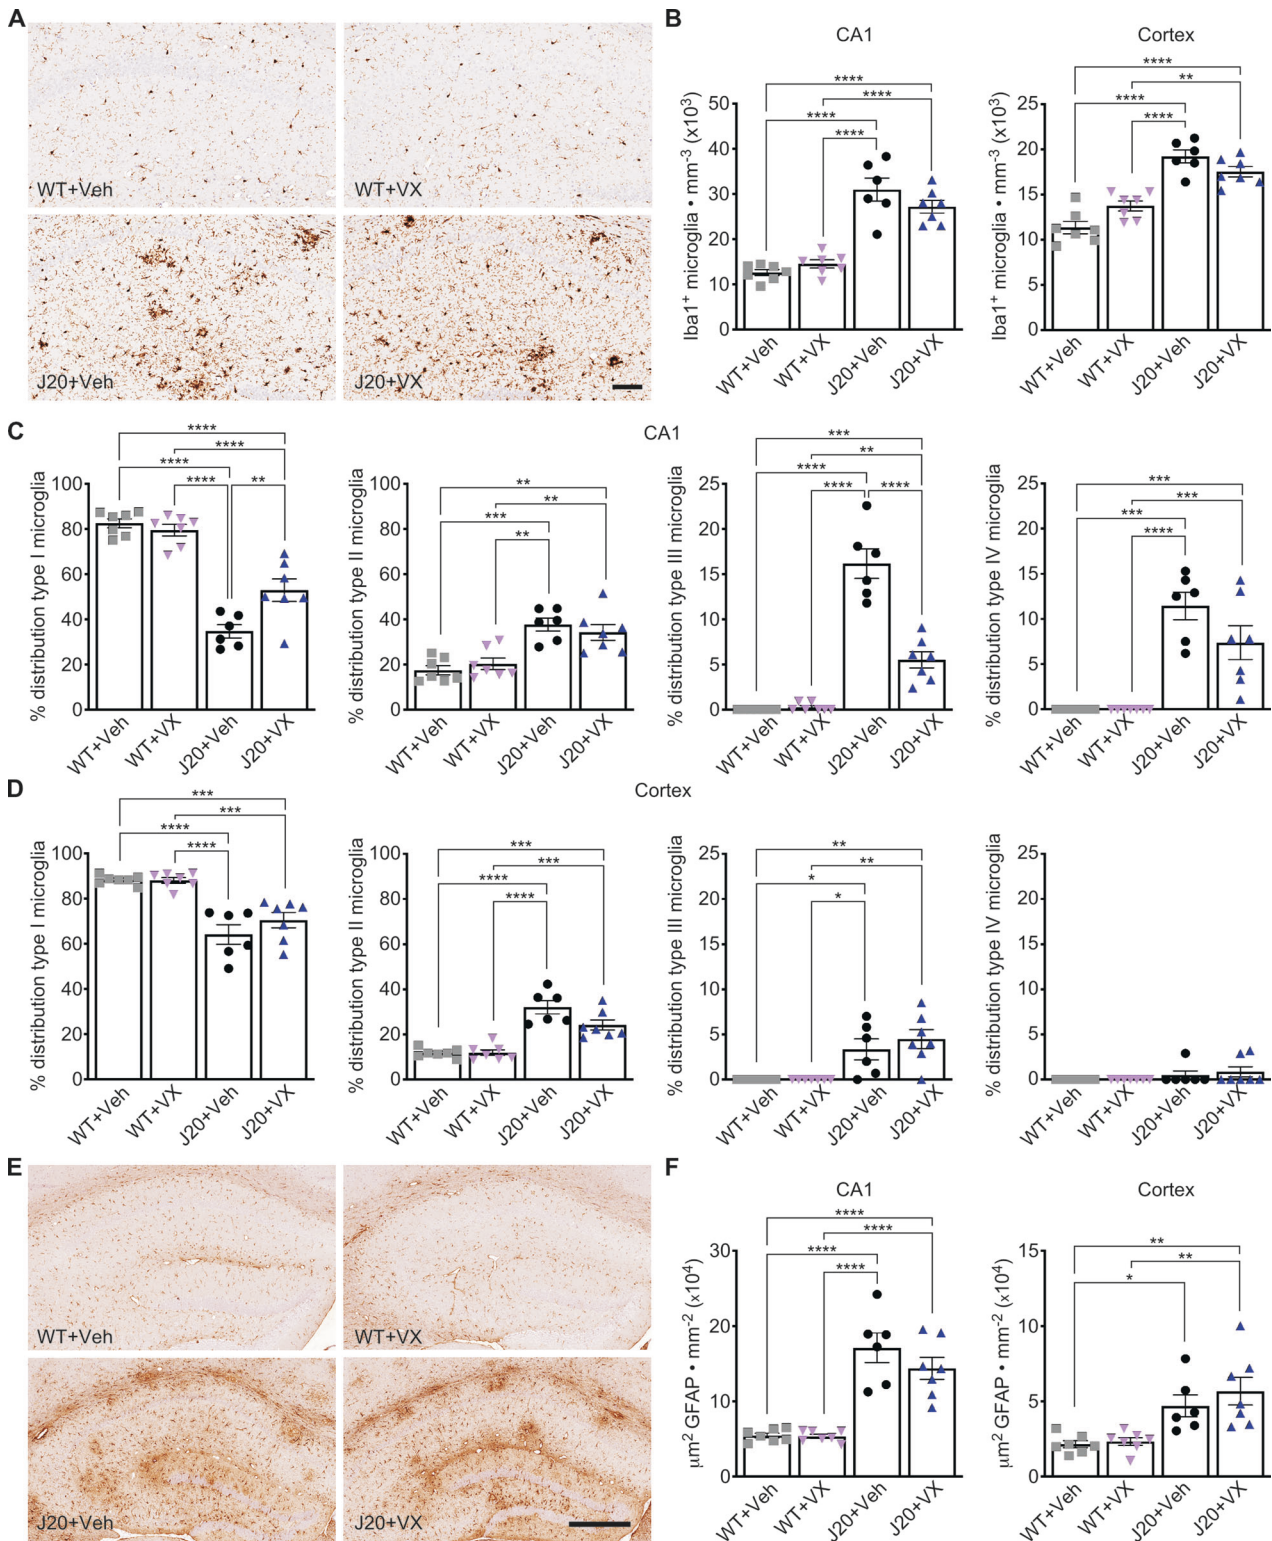 A
WT+Veh
WT+VX
J20+Veh
J20+VX
B
CA1
Iba1+ microglia • mm-3 (x103)
50
40
30
20
10
0
****
****
****
****
WT+Veh
WT+VX
J20+Veh
J20+VX
Cortex
Iba1+ microglia • mm-3 (x103)
25
20
15
10
5
0
****
**
****
****
WT+Veh
WT+VX
J20+Veh
J20+VX
C
CA1
% distribution type I microglia
100
80
60
40
20
0
****
****
****
****
**
WT+Veh
WT+VX
J20+Veh
J20+VX
% distribution type II microglia
100
80
60
40
20
0
**
**
***
**
WT+Veh
WT+VX
J20+Veh
J20+VX
% distribution type III microglia
25
20
15
10
5
0
***
**
****
****
****
WT+Veh
WT+VX
J20+Veh
J20+VX
% distribution type IV microglia
25
20
15
10
5
0
***
***
***
****
WT+Veh
WT+VX
J20+Veh
J20+VX
D
Cortex
% distribution type I microglia
100
80
60
40
20
0
***
***
****
****
WT+Veh
WT+VX
J20+Veh
J20+VX
% distribution type II microglia
100
80
60
40
20
0
***
***
****
****
WT+Veh
WT+VX
J20+Veh
J20+VX
% distribution type III microglia
25
20
15
10
5
0
**
**
*
*
WT+Veh
WT+VX
J20+Veh
J20+VX
% distribution type IV microglia
25
20
15
10
5
0
WT+Veh
WT+VX
J20+Veh
J20+VX
E
WT+Veh
WT+VX
J20+Veh
J20+VX
F
CA1
μm2 GFAP • mm-2 (x104)
30
20
10
0
****
****
****
****
WT+Veh
WT+VX
J20+Veh
J20+VX
Cortex
μm2 GFAP • mm-2 (x104)
15
10
5
0
**
**
*
WT+Veh
WT+VX
J20+Veh
J20+VX